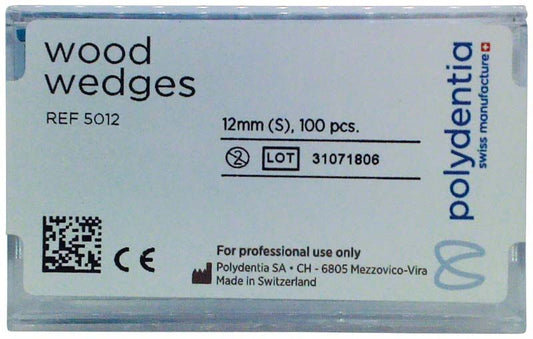 wood
wedges
REF 5012
12mm (S), 100 pcs.
2 LOT 31071806
CE
For professional use only
Polydentia SA • CH - 6805 Mezzovico-Vira
Made in Switzerland
polydentia
swiss manufacture